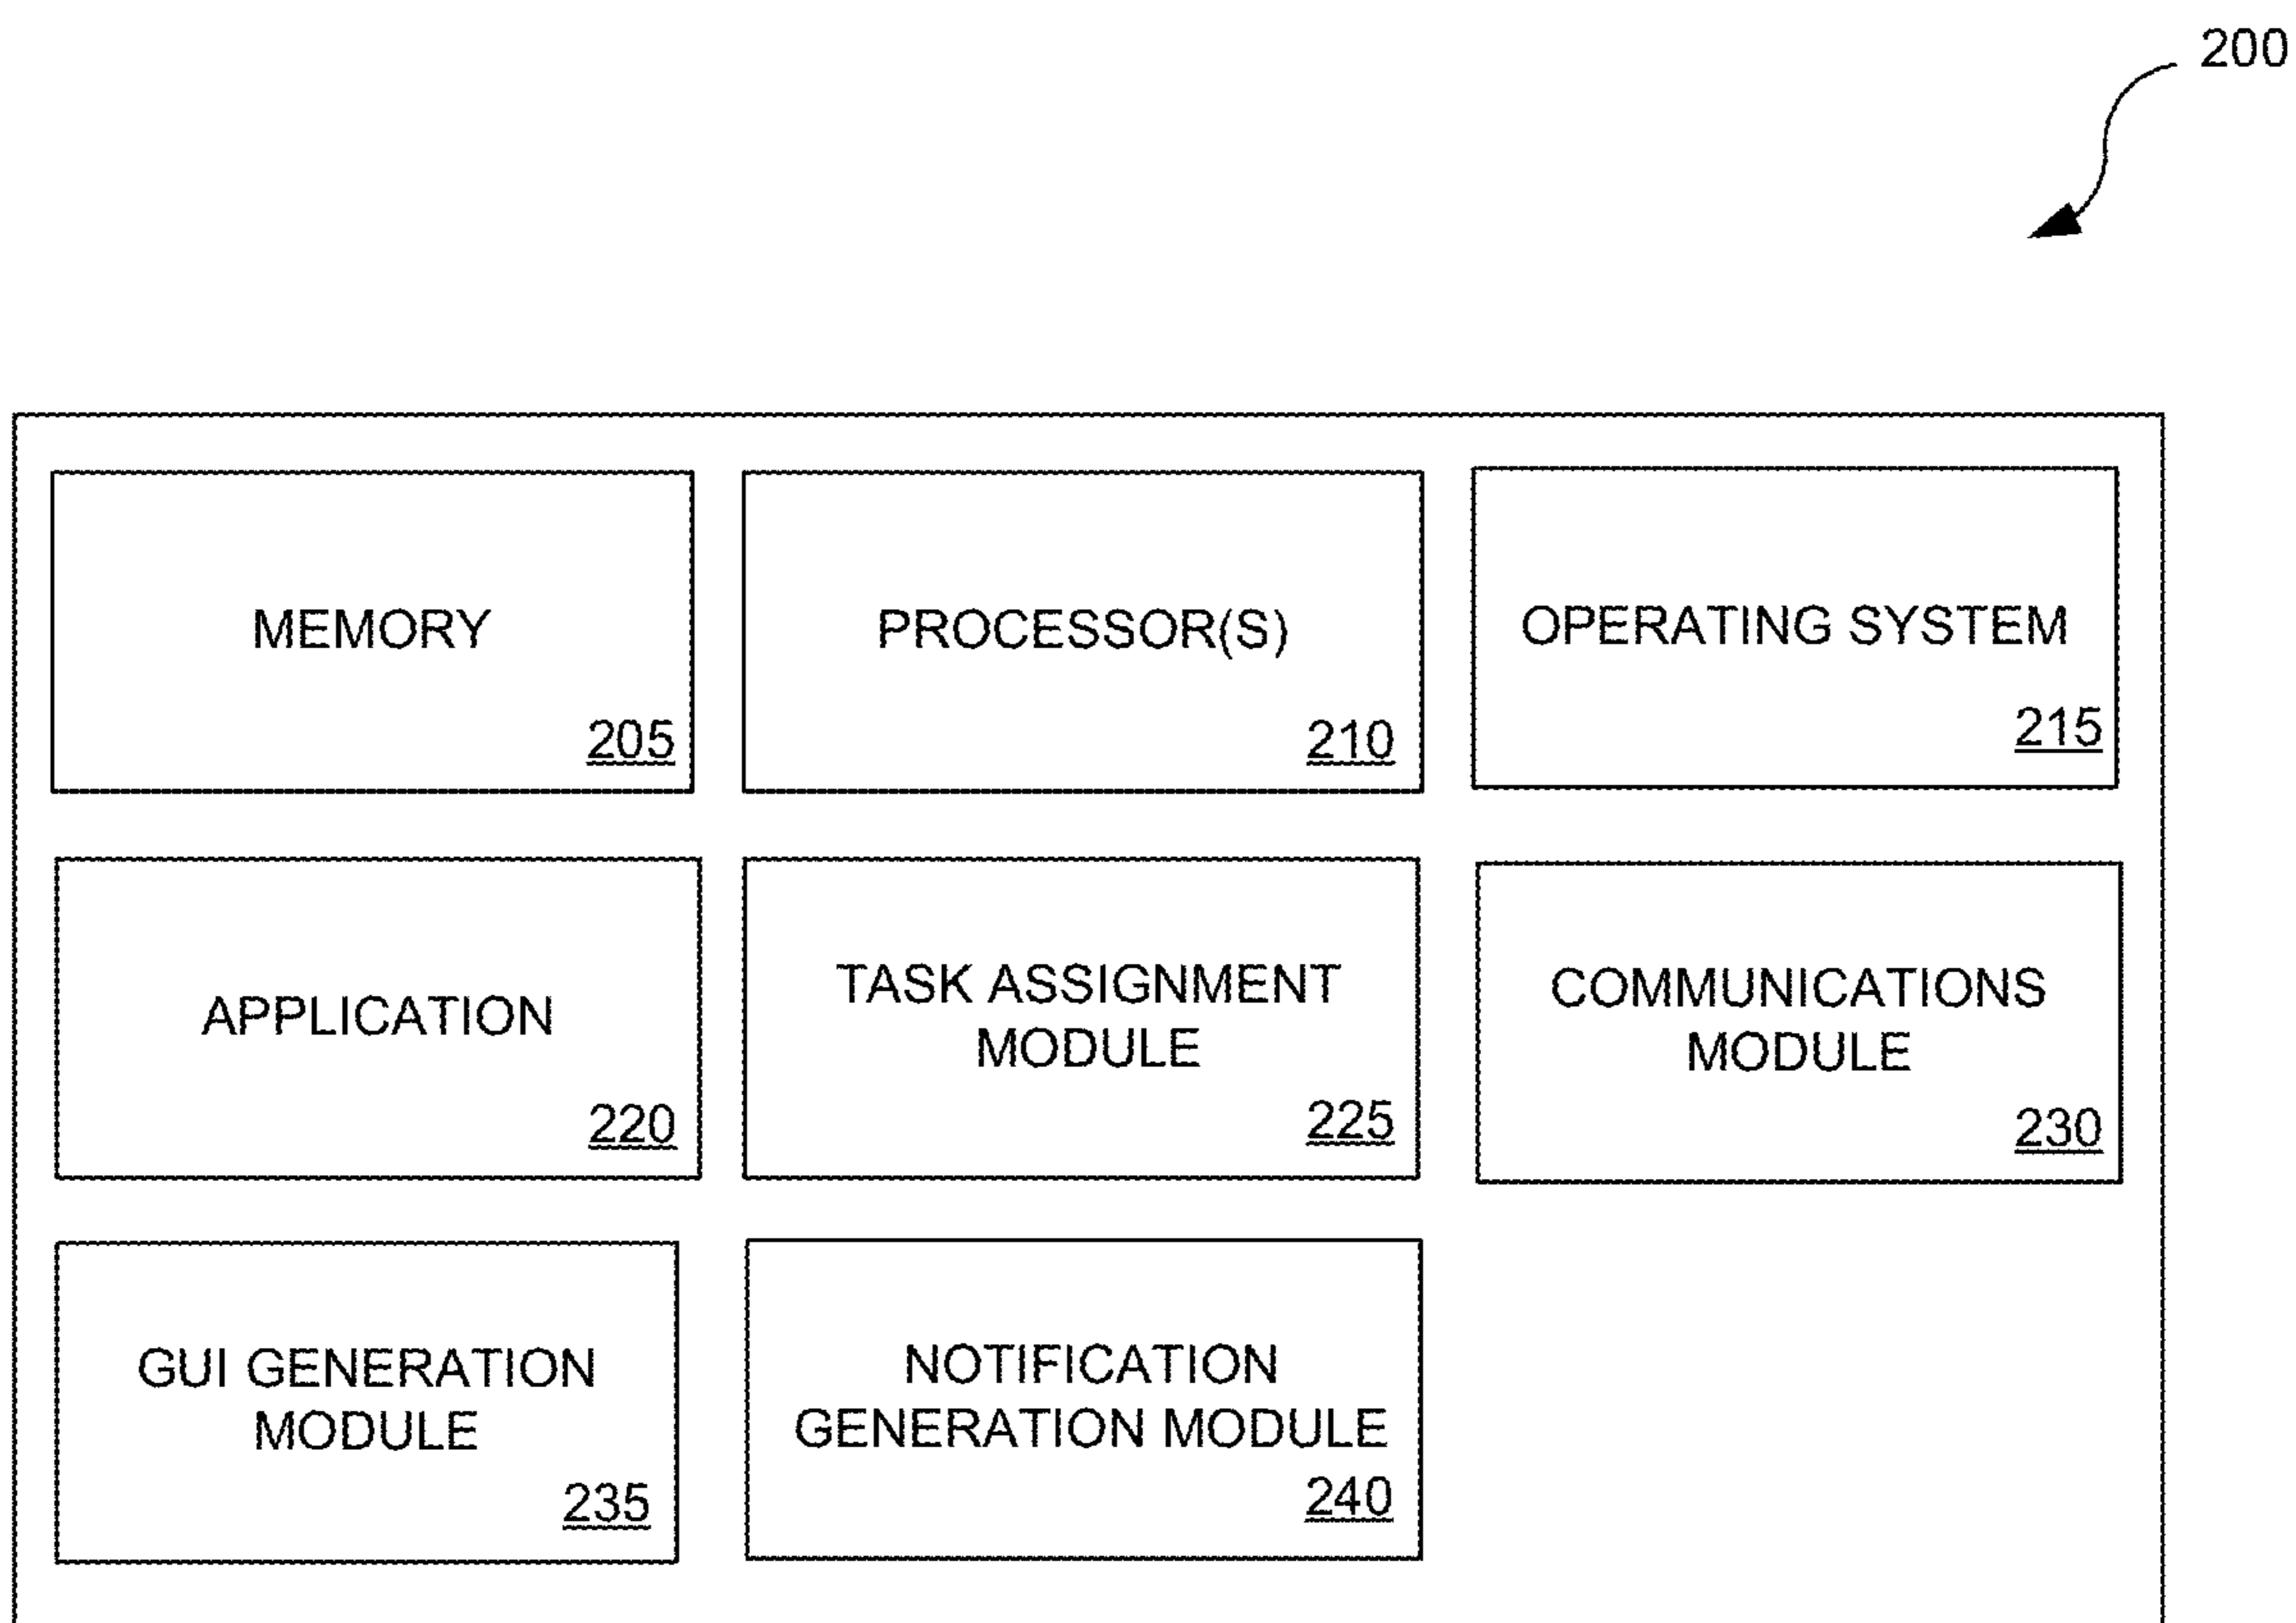 200
MEMORY
205
PROCESSOR(S)
210
OPERATING SYSTEM
215
APPLICATION
220
TASK ASSIGNMENT
MODULE
225
COMMUNICATIONS
MODULE
230
GUI GENERATION
MODULE
235
NOTIFICATION
GENERATION MODULE
240